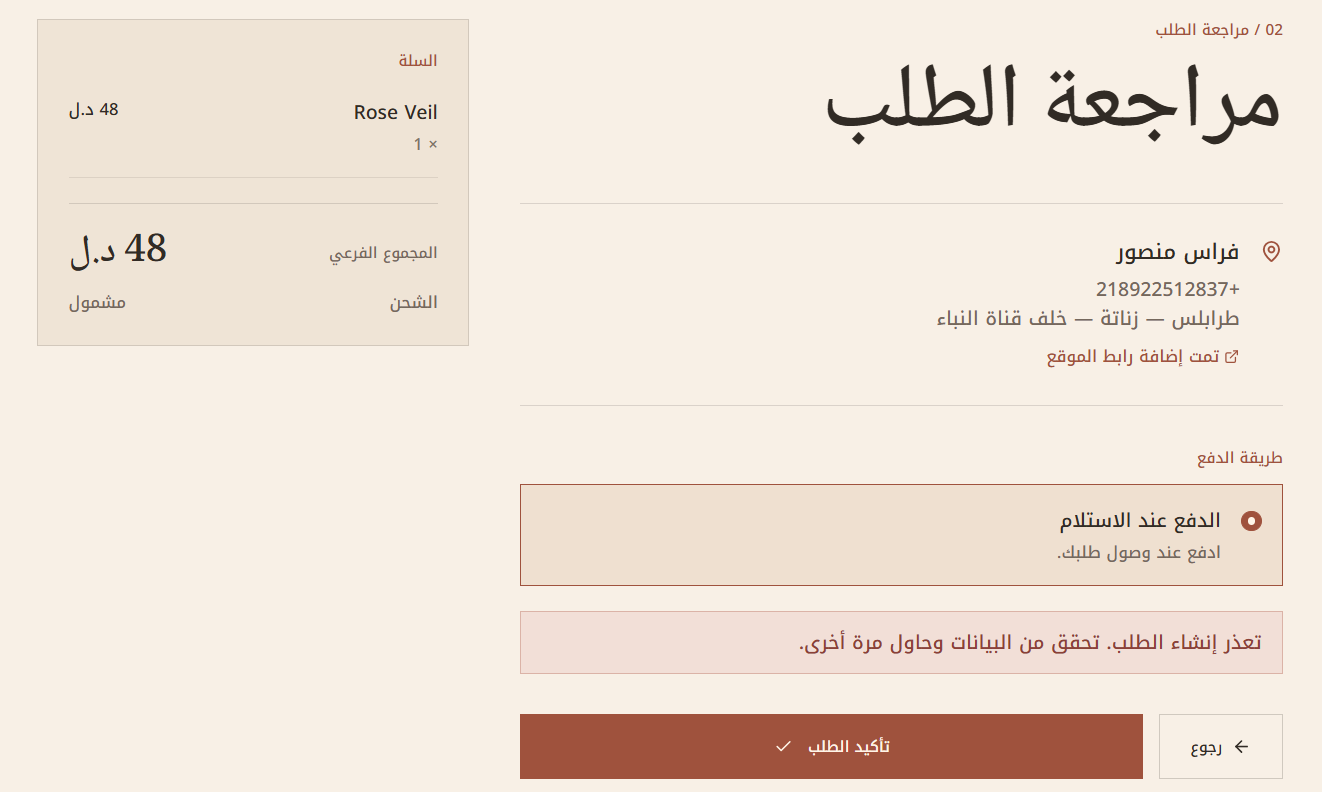 02 / مراجعة الطلب
مراجعة الطلب
فراس منصور
+218922512837
طرابلس — زناتة — خلف قناة النباء
تمت إضافة رابط الموقع
طريقة الدفع
الدفع عند الاستلام
ادفع عند وصول طلبك.
تعذر إنشاء الطلب. تحقق من البيانات وحاول مرة أخرى.
رجوع
تأكيد الطلب
السلة
Rose Veil
48 د.ل
× 1
المجموع الفرعي
48 د.ل
الشحن
مشمول